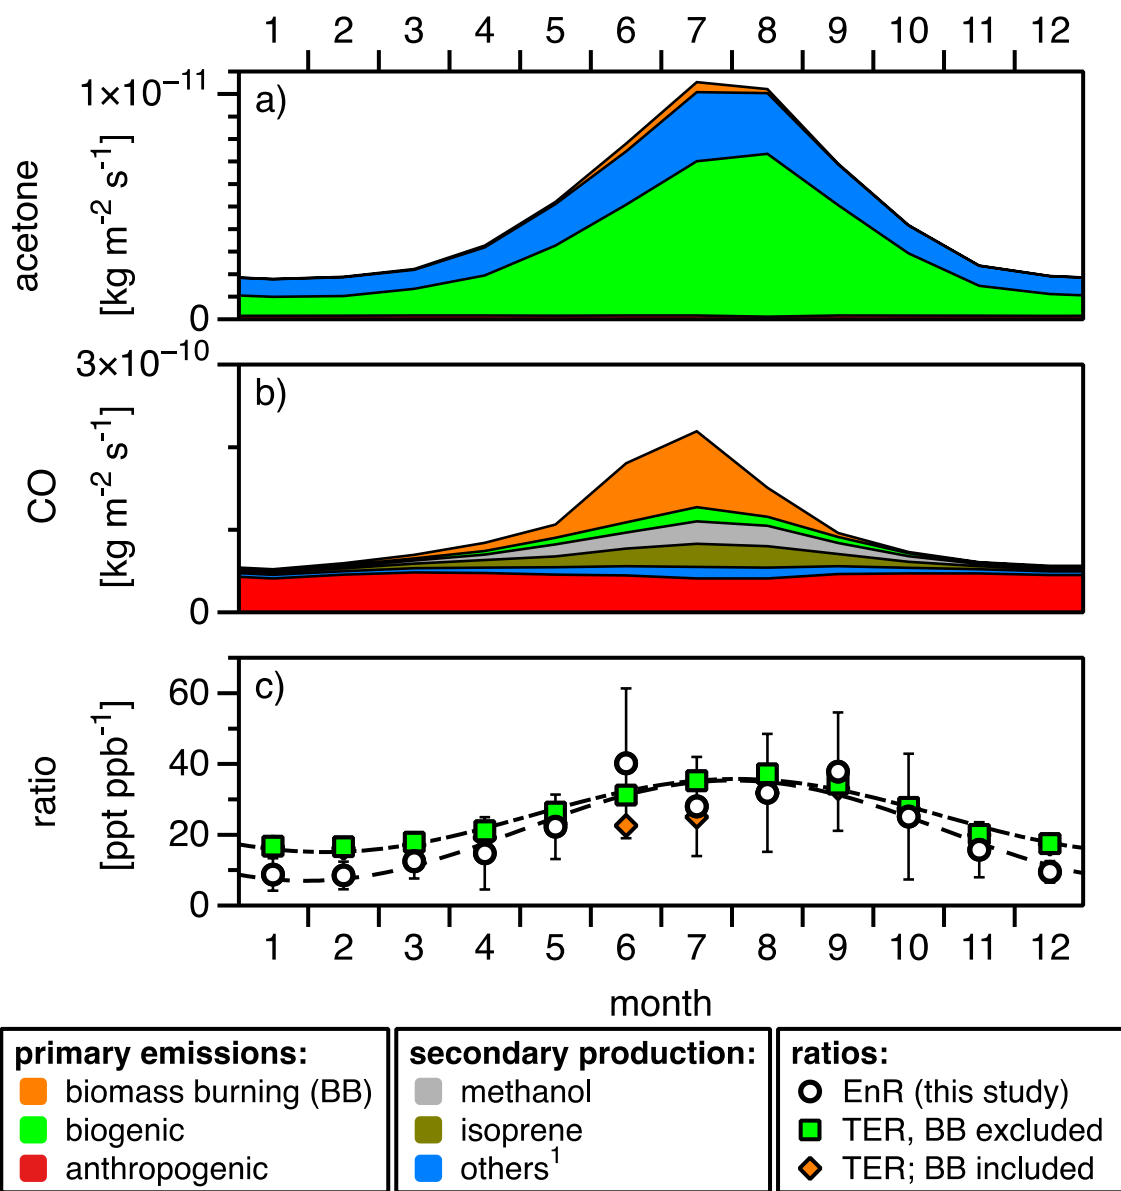 1 2 3 4 5 6 7 8 9 10 11 12
a)
1×10⁻¹¹
0
acetone
[kg m⁻² s⁻¹]
b)
3×10⁻¹⁰
0
CO
[kg m⁻² s⁻¹]
c)
60
40
20
0
ratio
[ppt ppb⁻¹]
1 2 3 4 5 6 7 8 9 10 11 12
month
primary emissions:
biomass burning (BB)
biogenic
anthropogenic
secondary production:
methanol
isoprene
others¹
ratios:
EnR (this study)
TER, BB excluded
TER; BB included